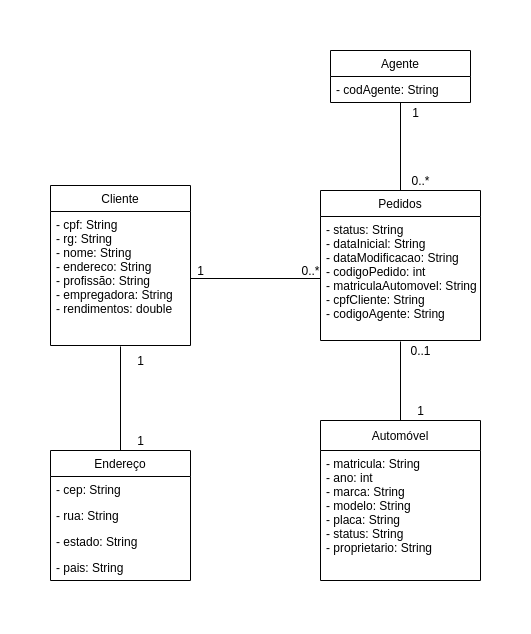 Agente
- codAgente: String
1
0..*
Cliente
- cpf: String
- rg: String
- nome: String
- endereco: String
- profissão: String
- empregadora: String
- rendimentos: double
1
0..*
Pedidos
- status: String
- dataInicial: String
- dataModificacao: String
- codigoPedido: int
- matriculaAutomovel: String
- cpfCliente: String
- codigoAgente: String
1
1
0..1
1
Endereço
- cep: String
- rua: String
- estado: String
- pais: String
Automóvel
- matricula: String
- ano: int
- marca: String
- modelo: String
- placa: String
- status: String
- proprietario: String